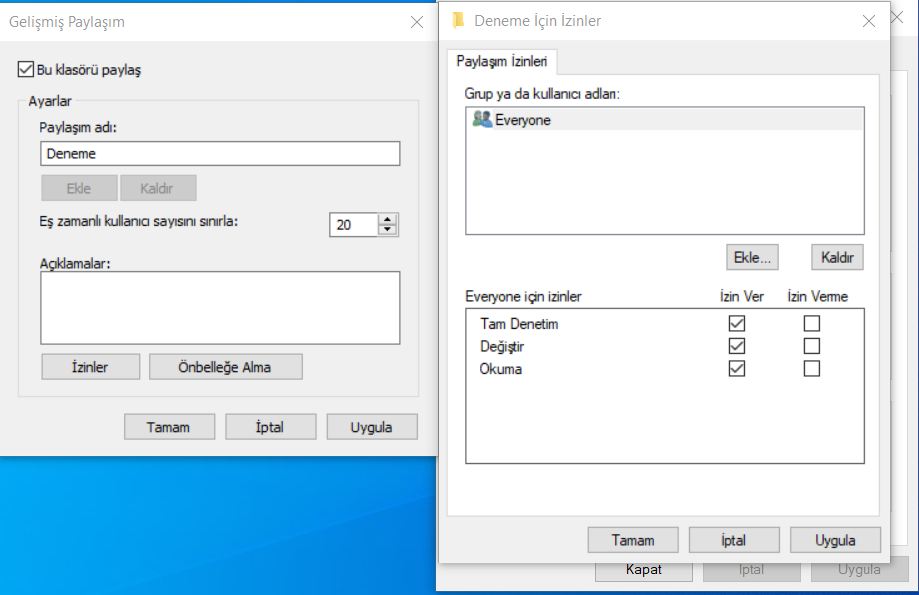 Gelişmiş Paylaşım
Bu klasörü paylaş
Ayarlar
Paylaşım adı:
Deneme
Ekle Kaldır
Eş zamanlı kullanıcı sayısını sınırla: 20
Açıklamalar:
İzinler Önbelleğe Alma
Tamam İptal Uygula
Deneme İçin İzinler
Paylaşım İzinleri
Grup ya da kullanıcı adları:
Everyone
Ekle... Kaldır
Everyone için izinler İzin Ver İzin Verme
Tam Denetim
Değiştir
Okuma
Tamam İptal Uygula
Kapat İptal Uygula